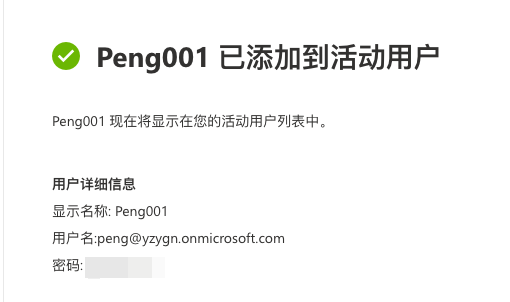 Peng001 已添加到活动用户
Peng001 现在将显示在您的活动用户列表中。
用户详细信息
显示名称: Peng001
用户名:peng@yzygn.onmicrosoft.com
密码: